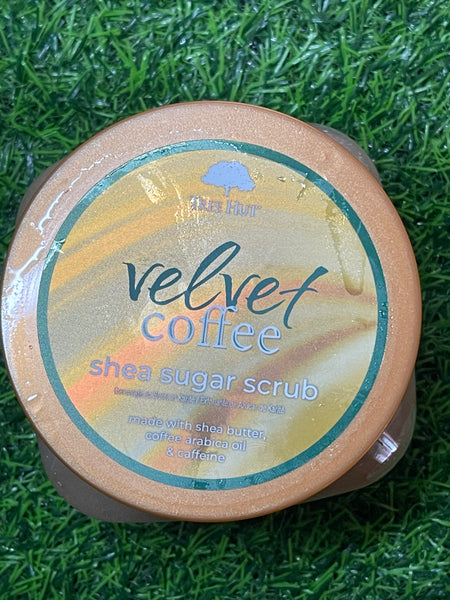 TREE HUT
velvet
coffee
shea sugar scrub
made with shea butter,
coffee arabica oil
& caffeine